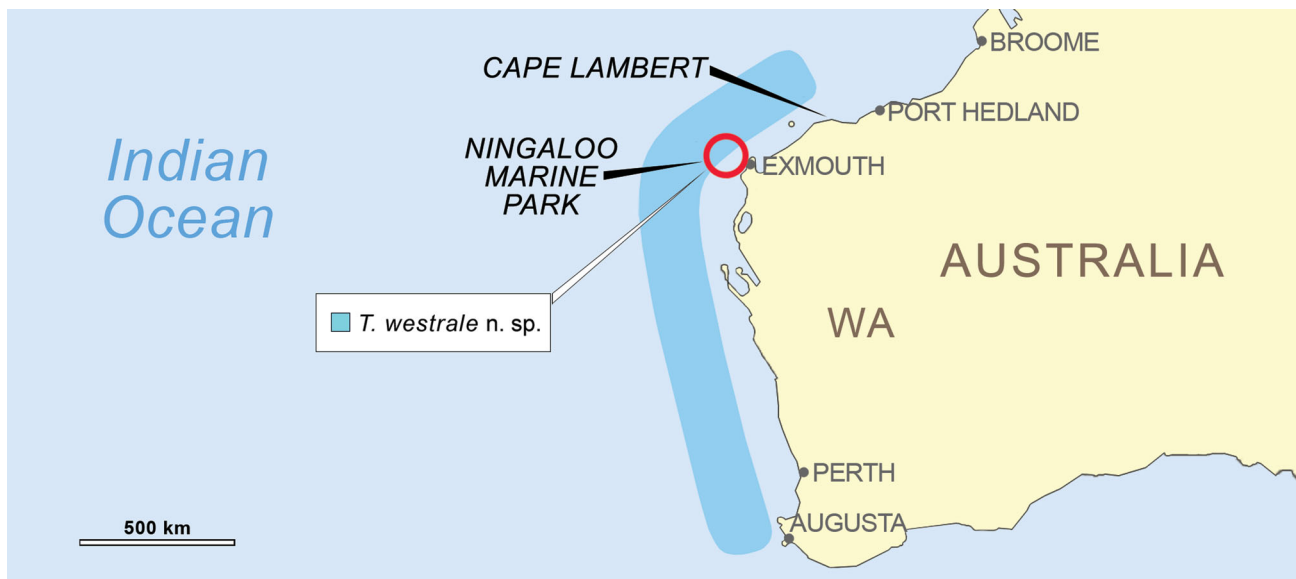 BROOME
CAPE LAMBERT
PORT HEDLAND
Indian
Ocean
NINGALOO
MARINE
PARK
EXMOUTH
AUSTRALIA
WA
T. westrale n. sp.
PERTH
AUGUSTA
500 km